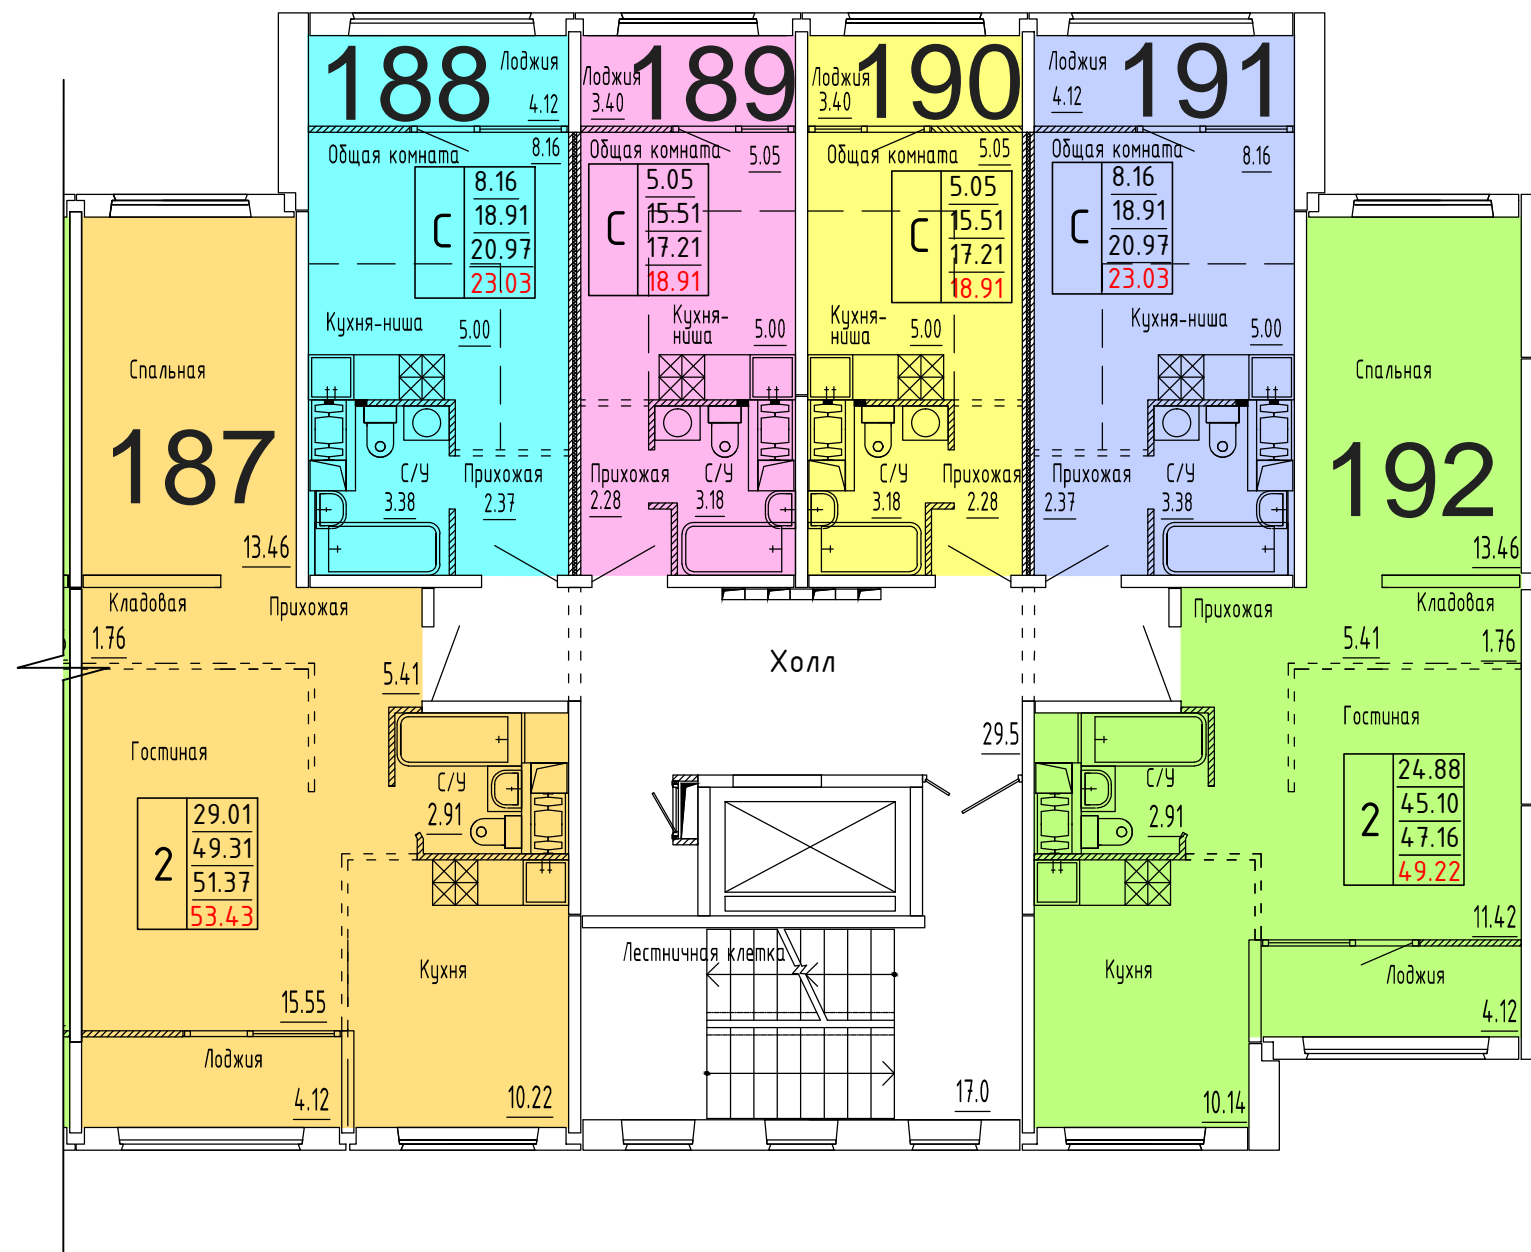 188
Лоджия
4.12
8.16
Общая комната
С
8.16
18.91
20.97
23.03
Кухня-ниша
5.00
С/У
3.38
Прихожая
2.37
189
Лоджия
3.40
Общая комната
5.05
С
5.05
15.51
17.21
18.91
Кухня-
ниша
5.00
Прихожая
2.28
С/У
3.18
190
Лоджия
3.40
Общая комната
5.05
С
5.05
15.51
17.21
18.91
Кухня-
ниша
5.00
С/У
3.18
Прихожая
2.28
191
Лоджия
4.12
Общая комната
8.16
С
8.16
18.91
20.97
23.03
Кухня-ниша
5.00
Прихожая
2.37
С/У
3.38
Спальная
187
13.46
Кладовая
1.76
Прихожая
5.41
Гостиная
2
29.01
49.31
51.37
53.43
15.55
С/У
2.91
Кухня
10.22
Лоджия
4.12
Холл
29.5
Лестничная клетка
17.0
Спальная
192
13.46
Прихожая
5.41
Кладовая
1.76
Гостиная
2
24.88
45.10
47.16
49.22
11.42
С/У
2.91
Кухня
10.14
Лоджия
4.12